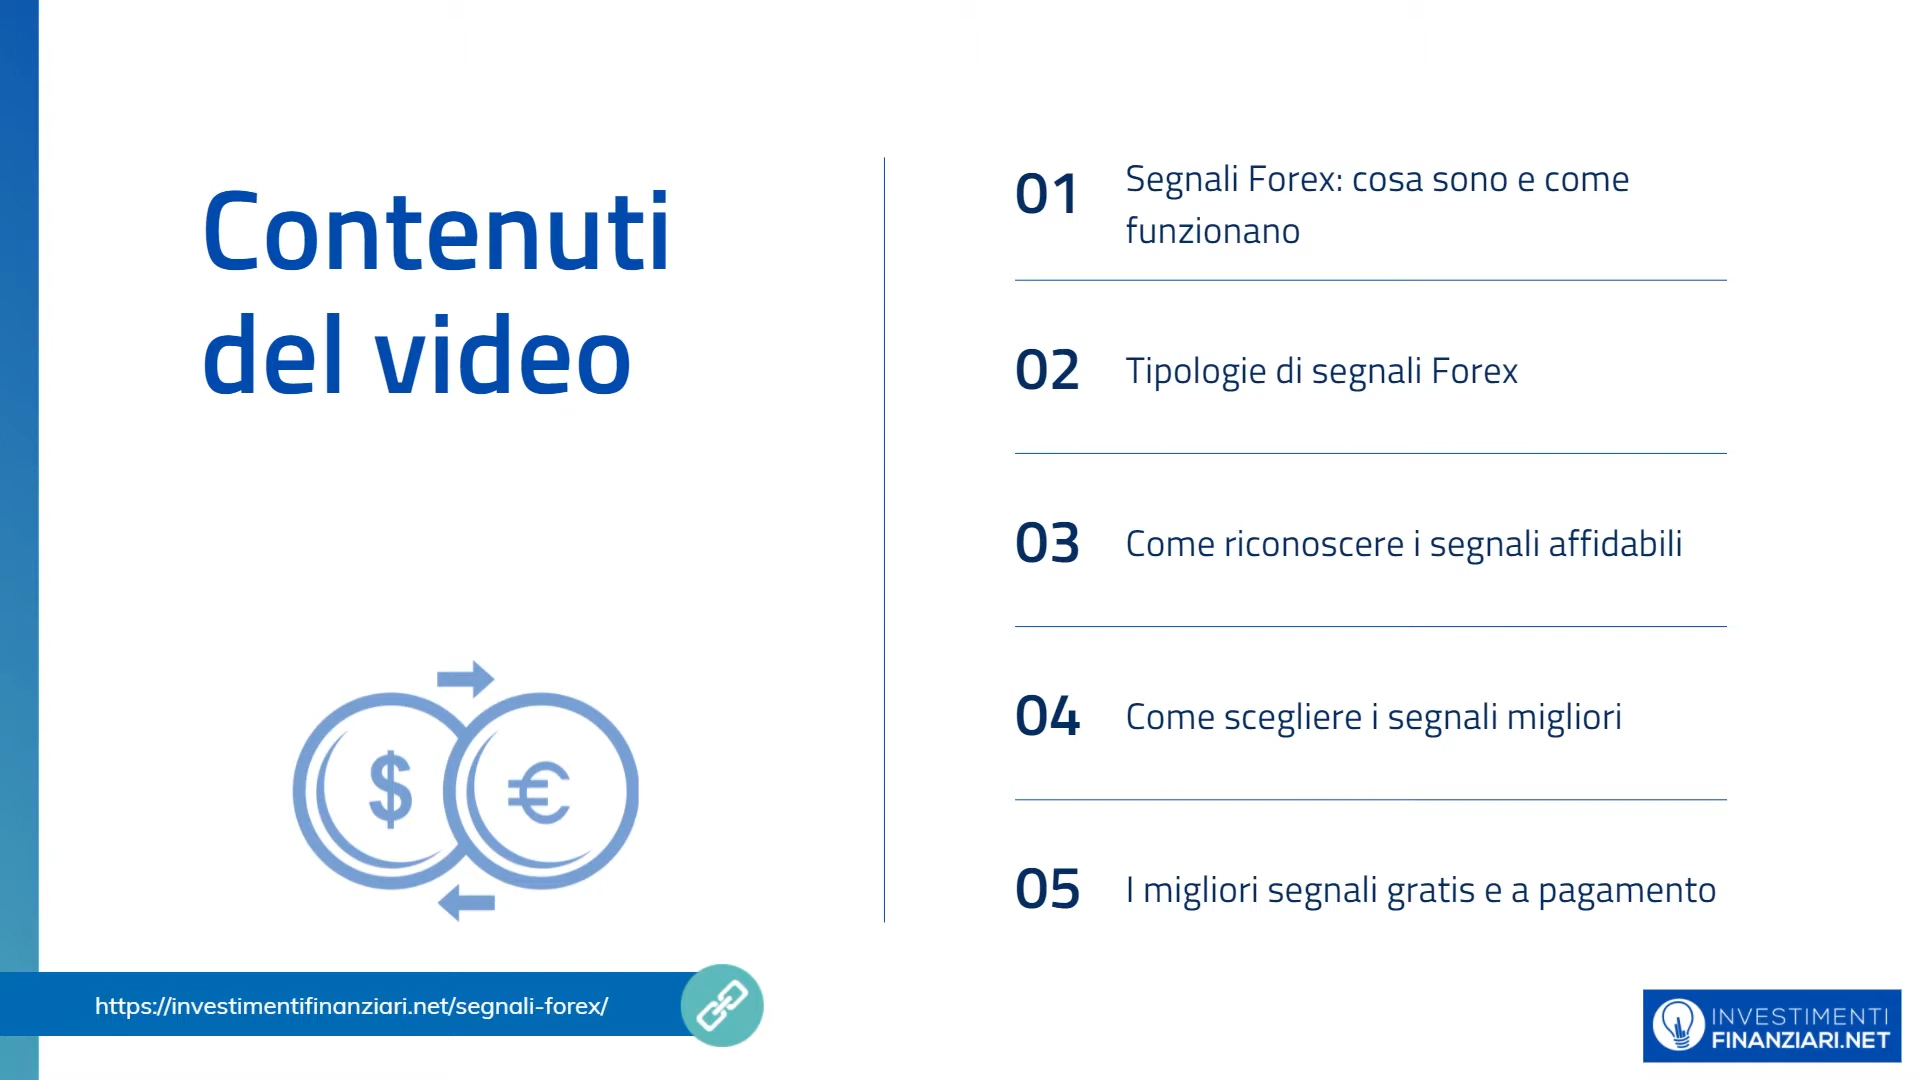 Contenuti
del video
01 Segnali Forex: cosa sono e come
funzionano
02 Tipologie di segnali Forex
03 Come riconoscere i segnali affidabili
04 Come scegliere i segnali migliori
05 I migliori segnali gratis e a pagamento
$ €
https://investimentifinanziari.net/segnali-forex/
INVESTIMENTI
FINANZIARI.NET